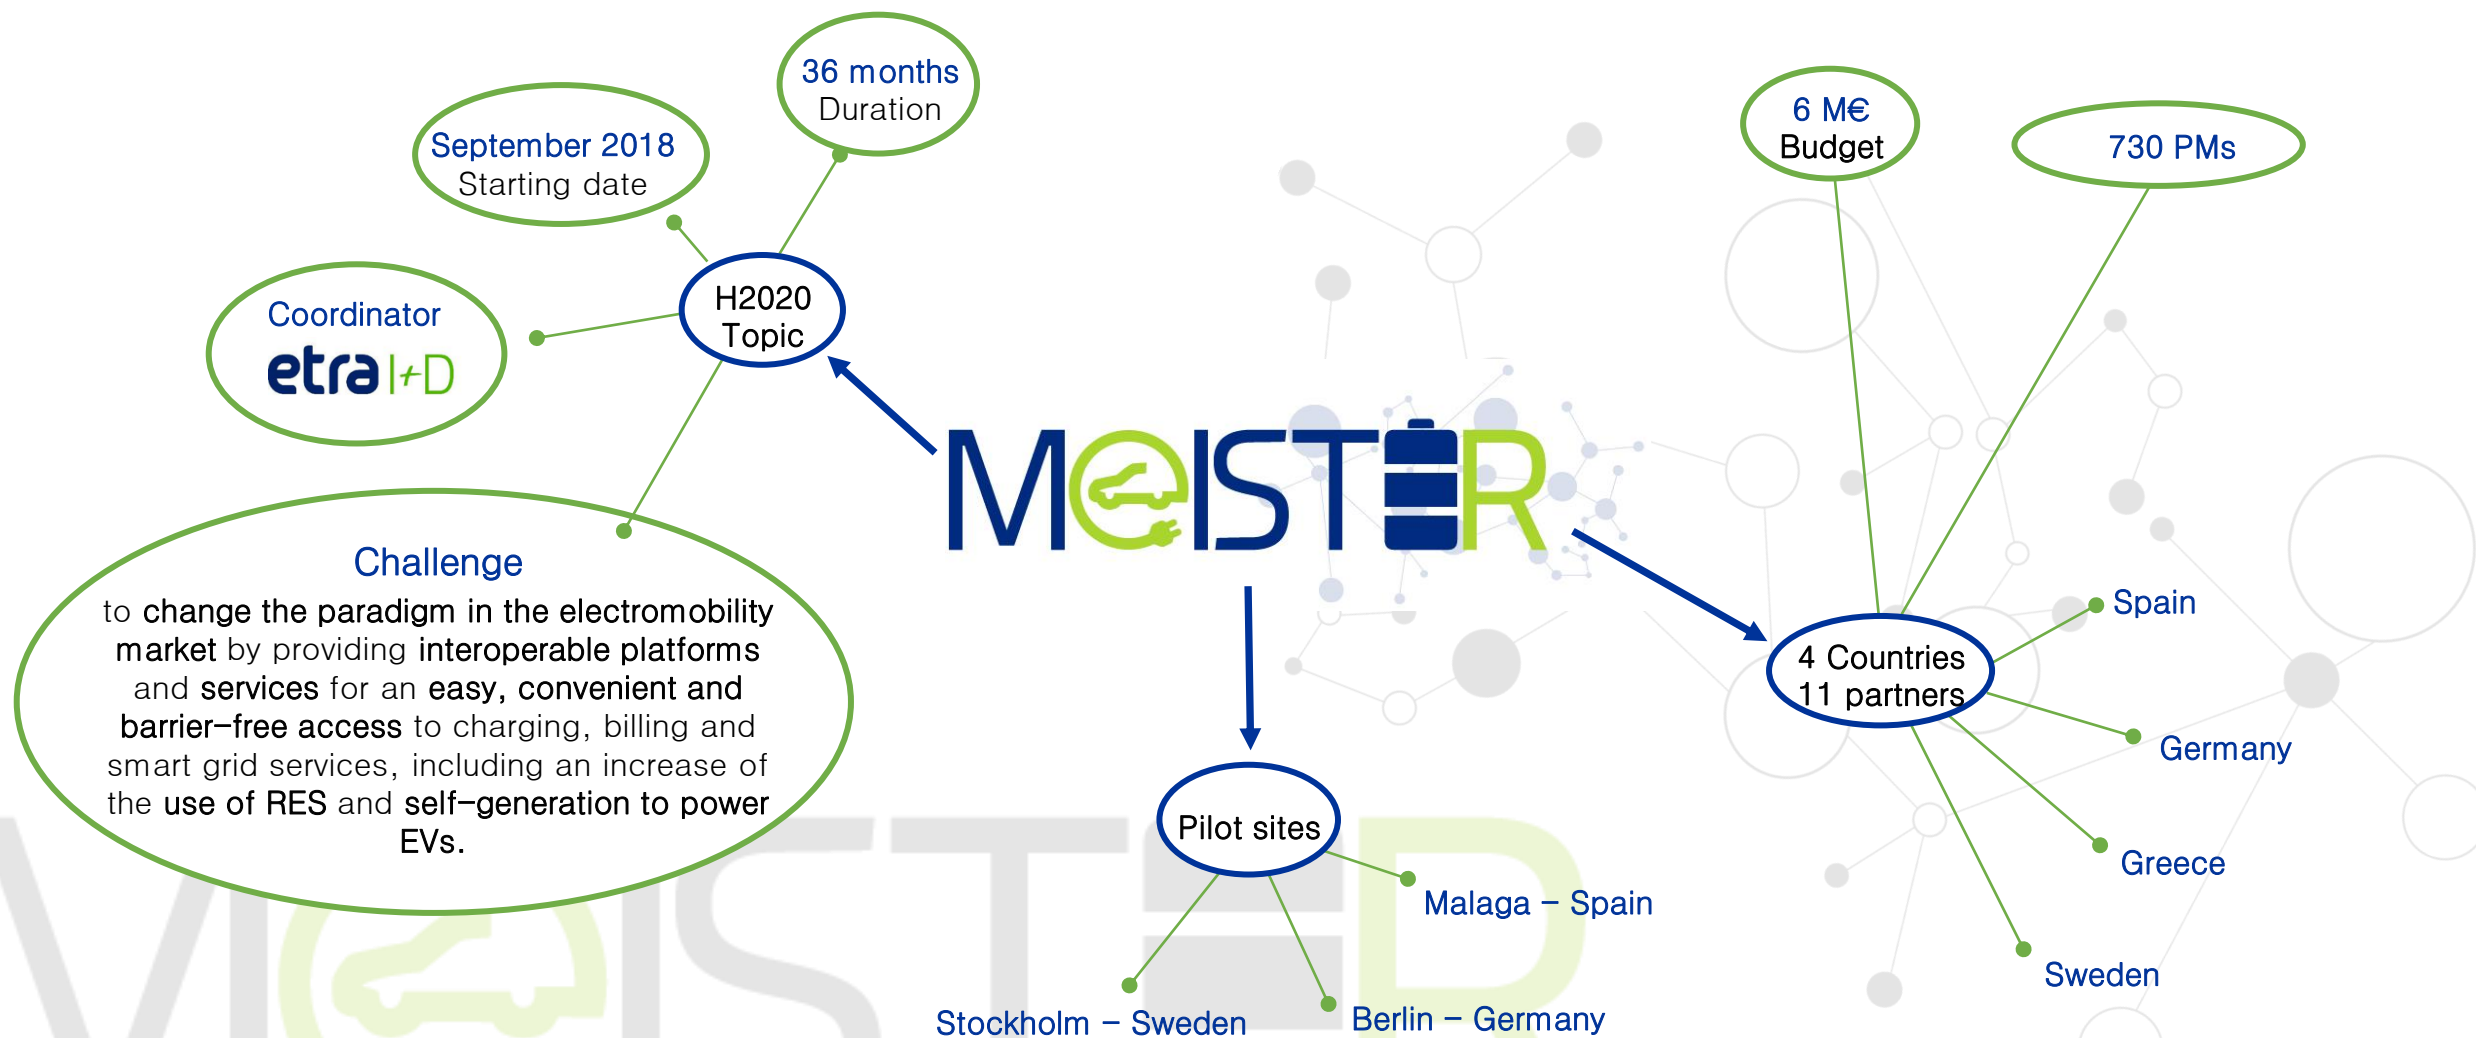 36 months
Duration
September 2018
Starting date
Coordinator
etra I+D
H2020
Topic
Challenge
to change the paradigm in the electromobility
market by providing interoperable platforms
and services for an easy, convenient and
barrier-free access to charging, billing and
smart grid services, including an increase of
the use of RES and self-generation to power
EVs.
MeISTER
Pilot sites
Malaga - Spain
Stockholm - Sweden
Berlin - Germany
6 M€
Budget
730 PMs
4 Countries
11 partners
Spain
Germany
Greece
Sweden
MeISTER